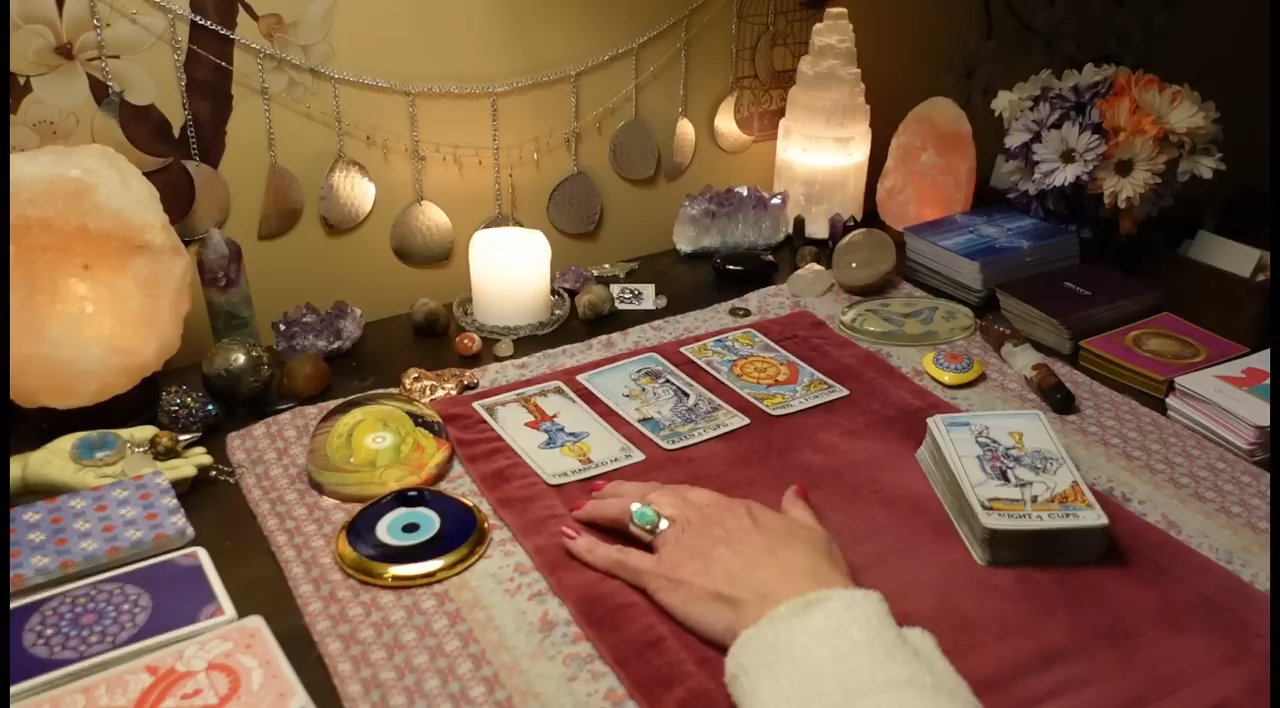 THE HANGED MAN
QUEEN of CUPS.
WHEEL of FORTUNE
KNIGHT of CUPS.